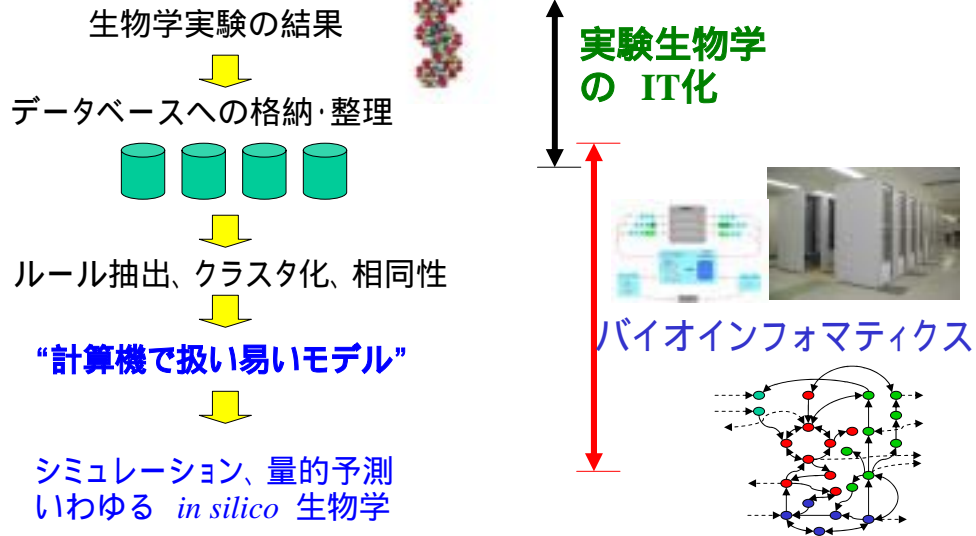 生物学実験の結果
データベースへの格納・整理
ルール抽出、クラスタ化、相同性
“計算機で扱い易いモデル”
シミュレーション、量的予測
いわゆる in silico 生物学
実験生物学
の IT化
バイオインフォマティクス